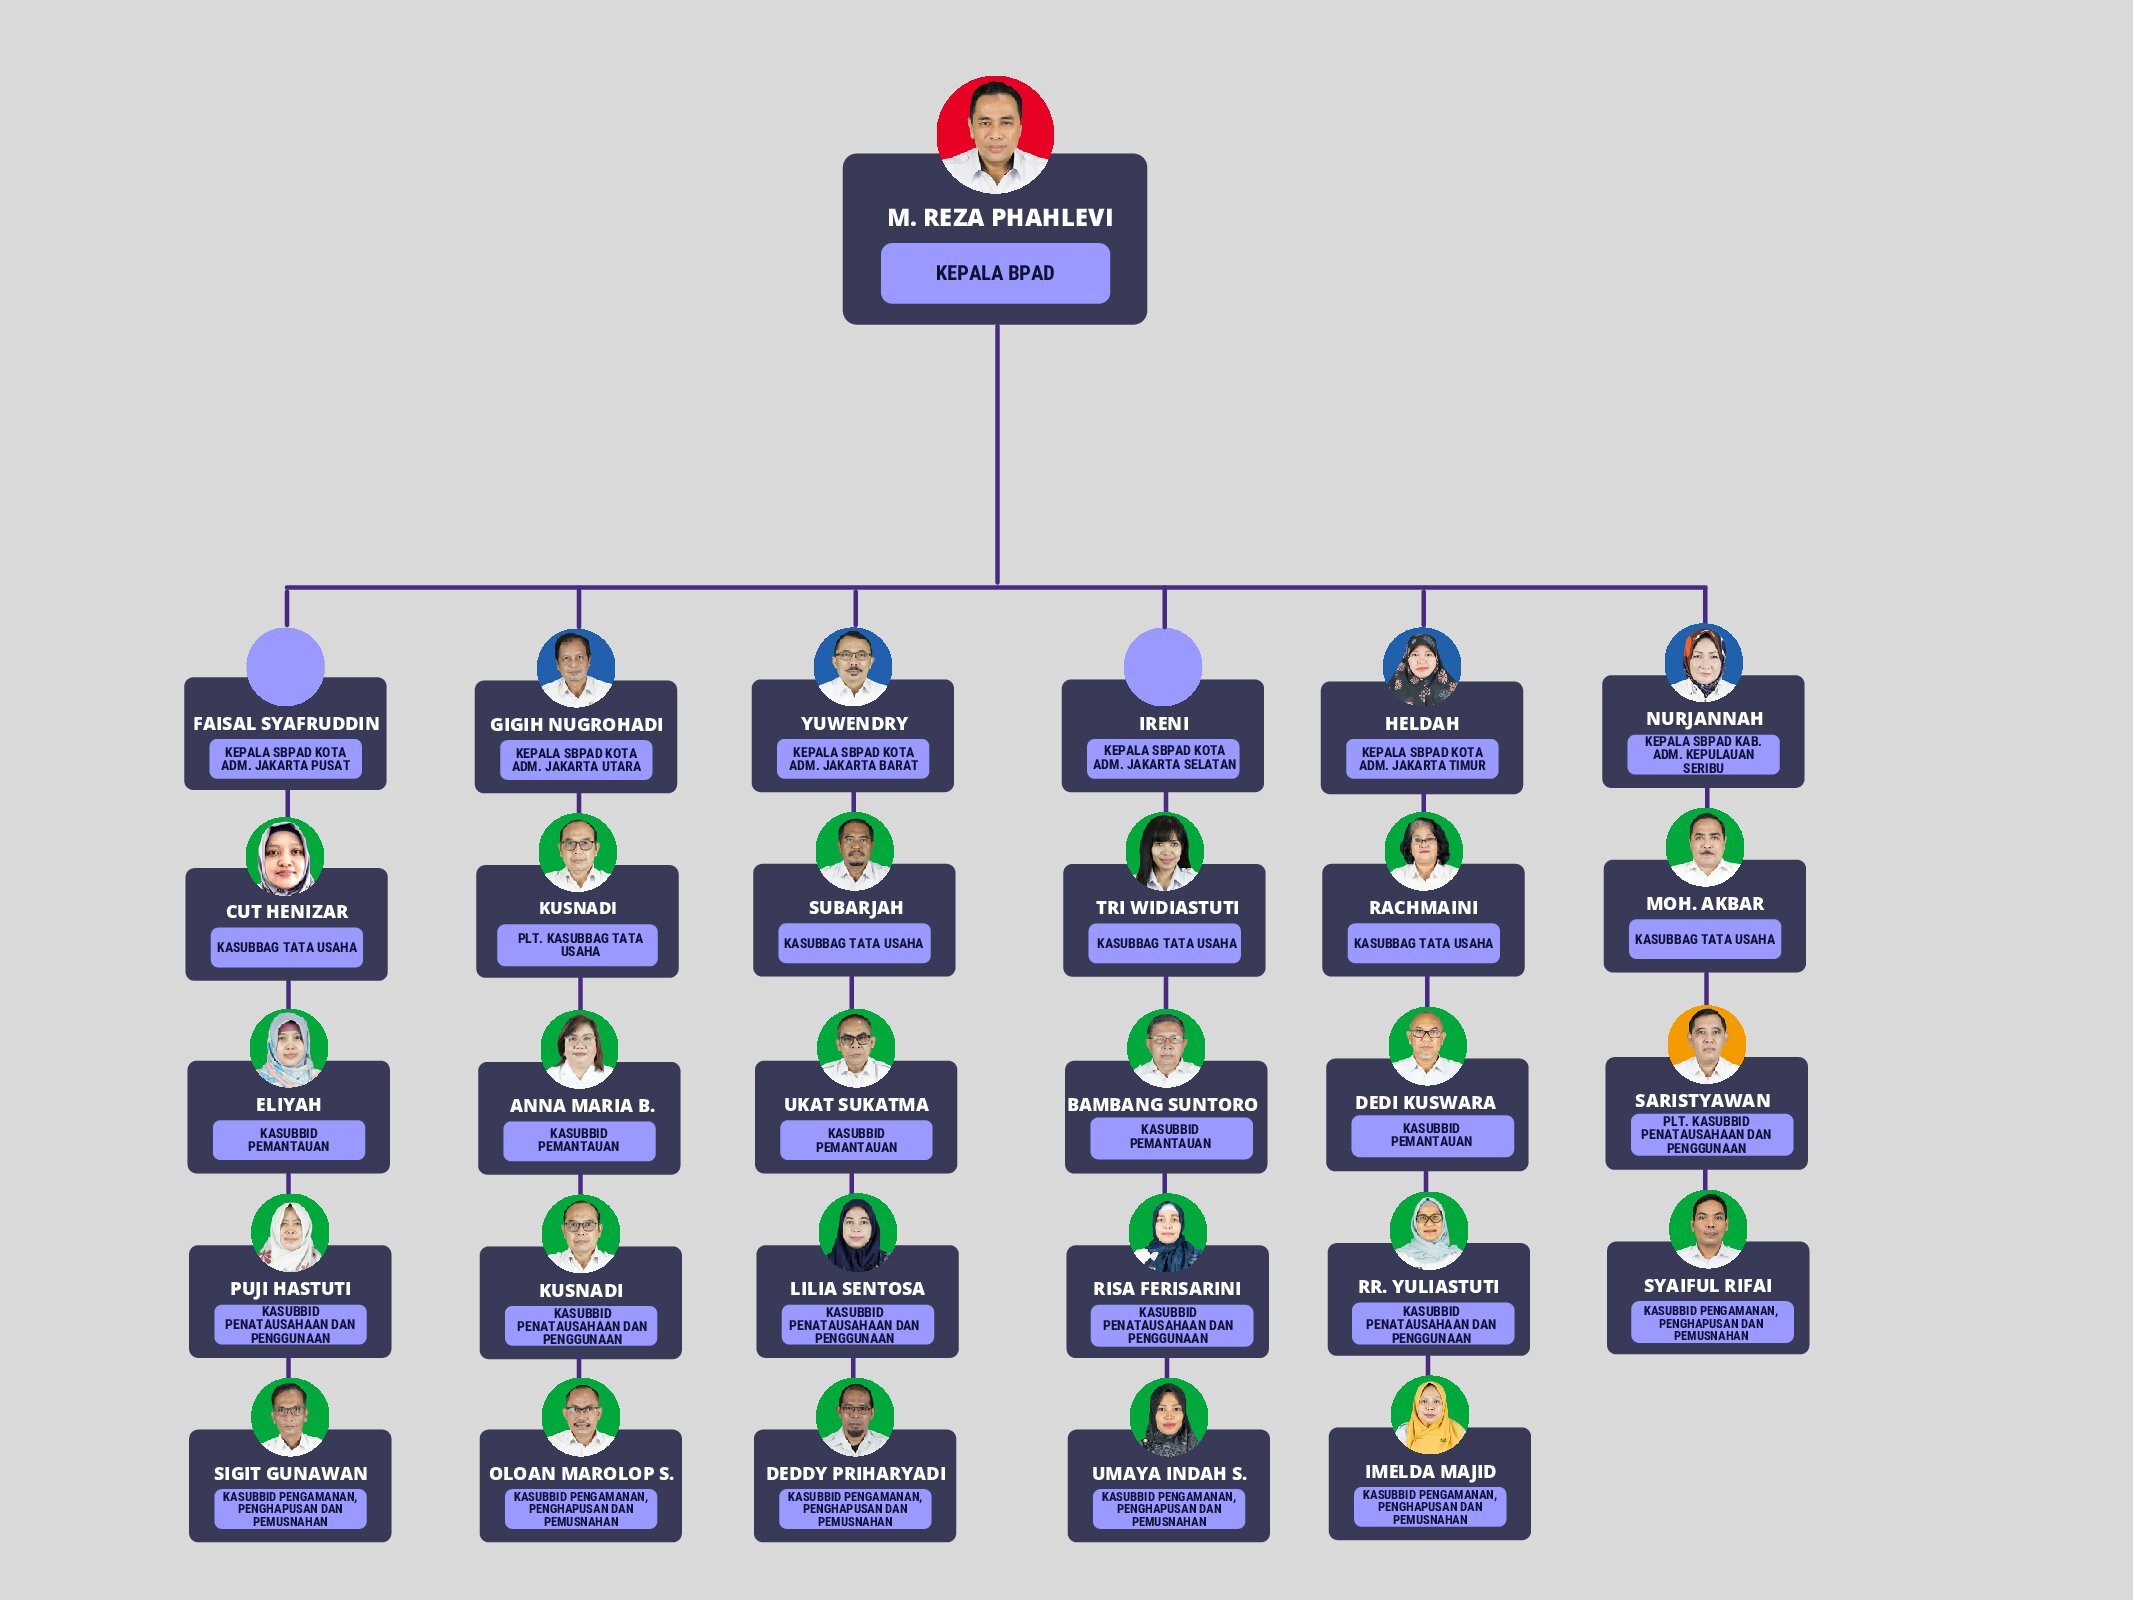 M. REZA PHAHLEVI
KEPALA BPAD
FAISAL SYAFRUDDIN
KEPALA SBPAD KOTA
ADM. JAKARTA PUSAT
GIGIH NUGROHADI
KEPALA SBPAD KOTA
ADM. JAKARTA UTARA
YUWENDRY
KEPALA SBPAD KOTA
ADM. JAKARTA BARAT
IRENI
KEPALA SBPAD KOTA
ADM. JAKARTA SELATAN
HELDAH
KEPALA SBPAD KOTA
ADM. JAKARTA TIMUR
NURJANNAH
KEPALA SBPAD KAB.
ADM. KEPULAUAN
SERIBU
CUT HENIZAR
KASUBBAG TATA USAHA
KUSNADI
PLT. KASUBBAG TATA
USAHA
SUBARJAH
KASUBBAG TATA USAHA
TRI WIDIASTUTI
KASUBBAG TATA USAHA
RACHMAINI
KASUBBAG TATA USAHA
MOH. AKBAR
KASUBBAG TATA USAHA
ELIYAH
KASUBBID
PEMANTAUAN
ANNA MARIA B.
KASUBBID
PEMANTAUAN
UKAT SUKATMA
KASUBBID
PEMANTAUAN
BAMBANG SUNTORO
KASUBBID
PEMANTAUAN
DEDI KUSWARA
KASUBBID
PEMANTAUAN
SARISTYAWAN
PLT. KASUBBID
PENATAUSAHAAN DAN
PENGGUNAAN
PUJI HASTUTI
KASUBBID
PENATAUSAHAAN DAN
PENGGUNAAN
KUSNADI
KASUBBID
PENATAUSAHAAN DAN
PENGGUNAAN
LILIA SENTOSA
KASUBBID
PENATAUSAHAAN DAN
PENGGUNAAN
RISA FERISARINI
KASUBBID
PENATAUSAHAAN DAN
PENGGUNAAN
RR. YULIASTUTI
KASUBBID
PENATAUSAHAAN DAN
PENGGUNAAN
SYAIFUL RIFAI
KASUBBID PENGAMANAN,
PENGHAPUSAN DAN
PEMUSNAHAN
SIGIT GUNAWAN
KASUBBID PENGAMANAN,
PENGHAPUSAN DAN
PEMUSNAHAN
OLOAN MAROLOP S.
KASUBBID PENGAMANAN,
PENGHAPUSAN DAN
PEMUSNAHAN
DEDDY PRIHARYADI
KASUBBID PENGAMANAN,
PENGHAPUSAN DAN
PEMUSNAHAN
UMAYA INDAH S.
KASUBBID PENGAMANAN,
PENGHAPUSAN DAN
PEMUSNAHAN
IMELDA MAJID
KASUBBID PENGAMANAN,
PENGHAPUSAN DAN
PEMUSNAHAN